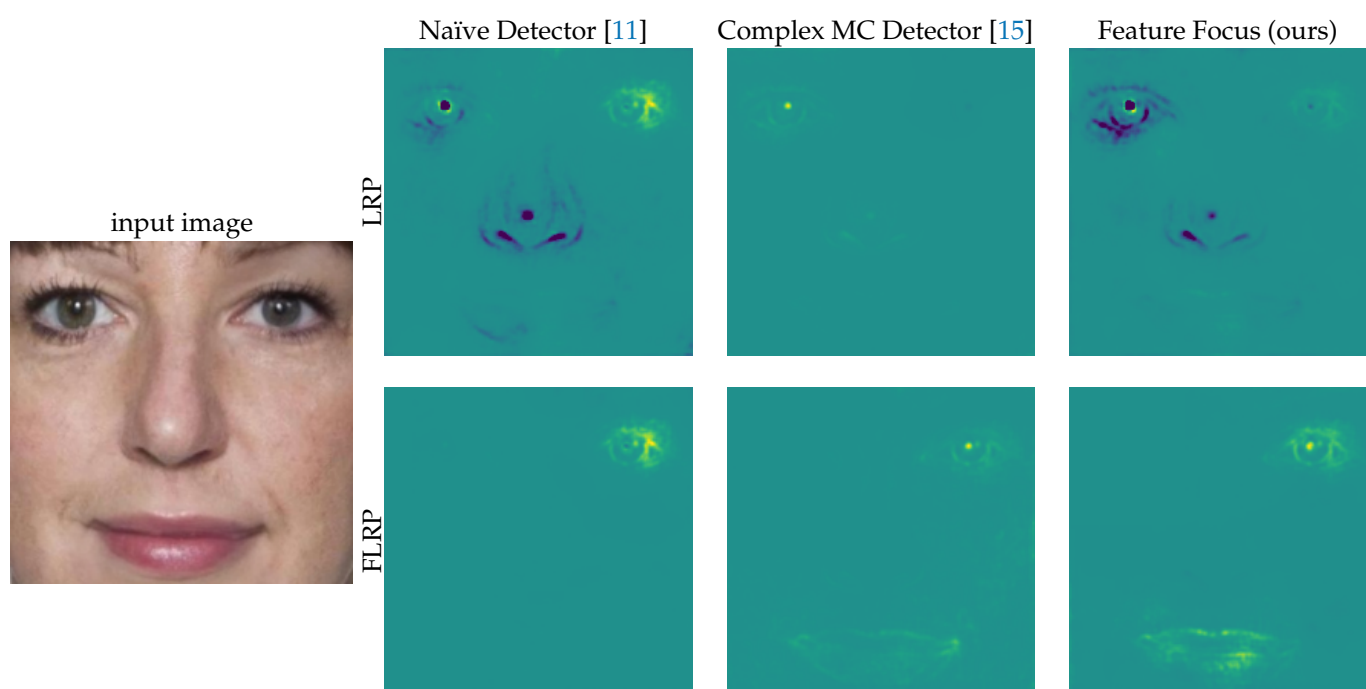 Naïve Detector [11]
Complex MC Detector [15]
Feature Focus (ours)
LRP
input image
FLRP